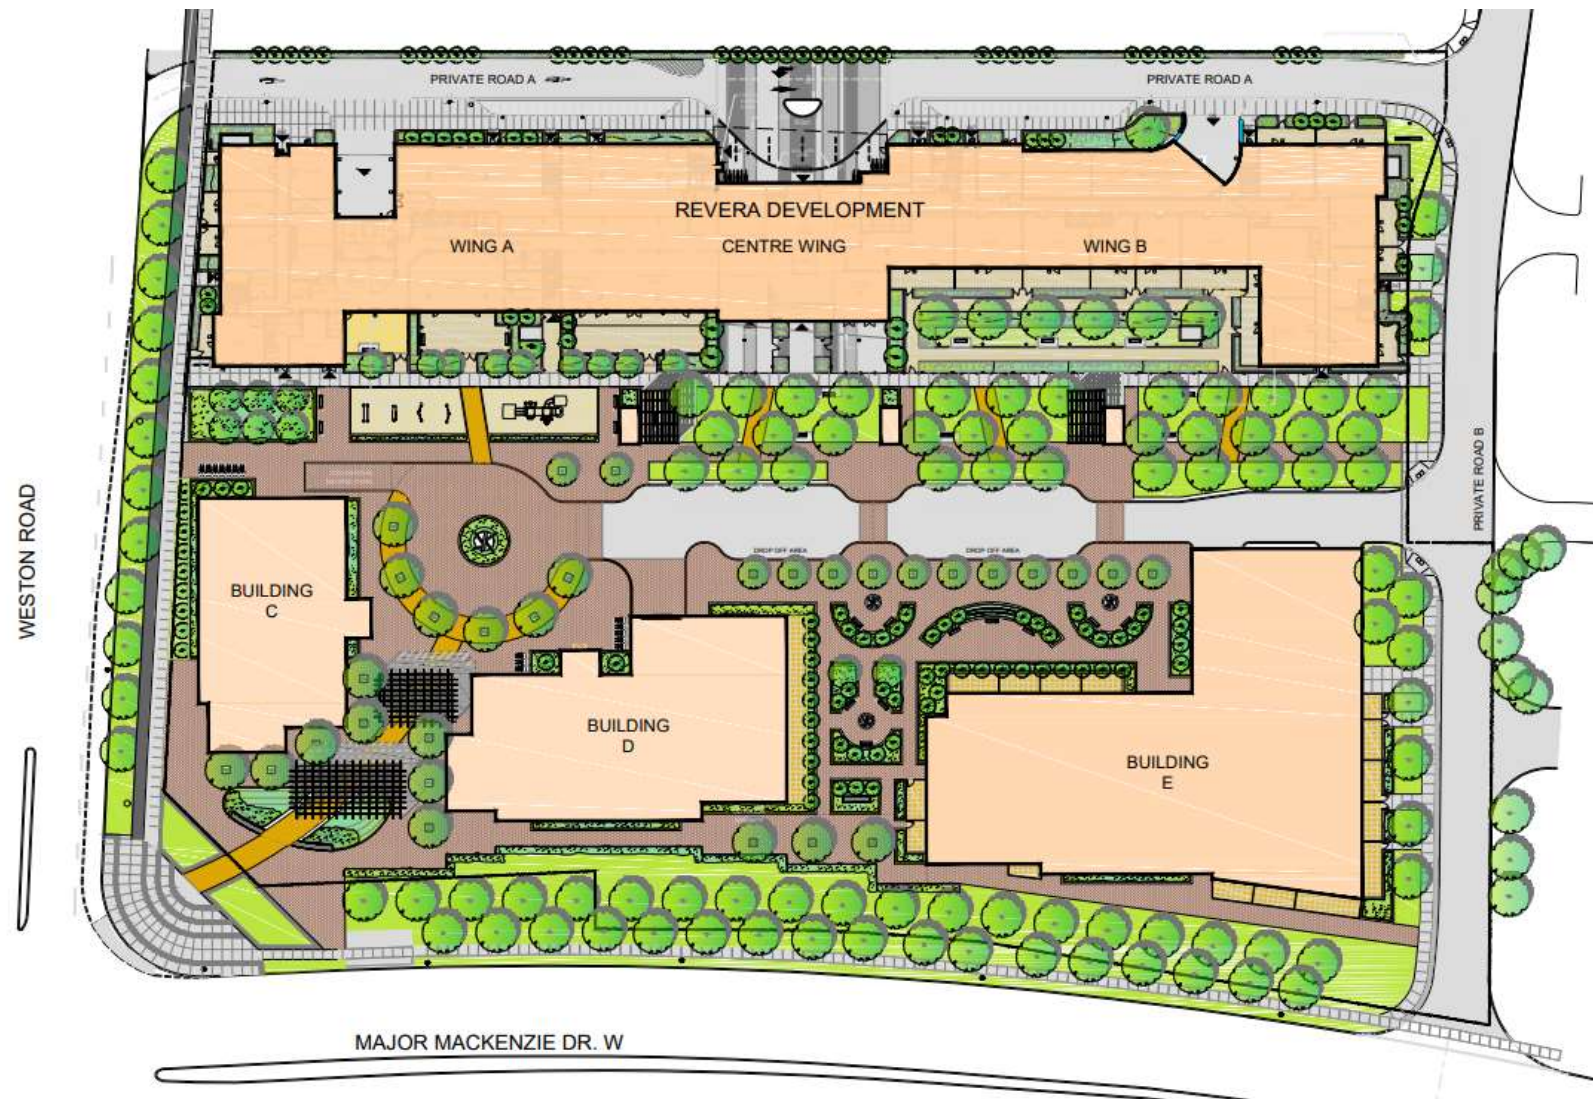 PRIVATE ROAD A
PRIVATE ROAD A
REVERA DEVELOPMENT
WING A
CENTRE WING
WING B
WESTON ROAD
PRIVATE ROAD B
DROP OFF AREA
DROP OFF AREA
BUILDING
C
BUILDING
D
BUILDING
E
MAJOR MACKENZIE DR. W